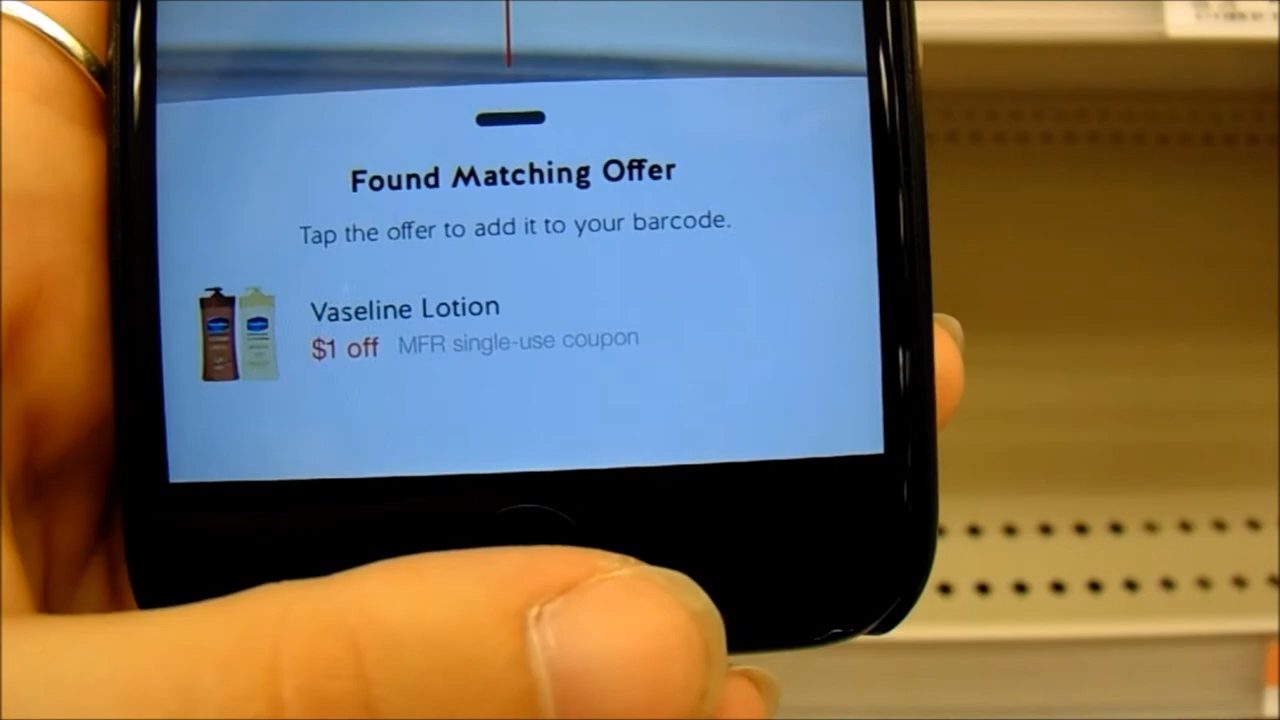 Found Matching Offer
Tap the offer to add it to your barcode.
Vaseline Lotion
$1 off MFR single-use coupon